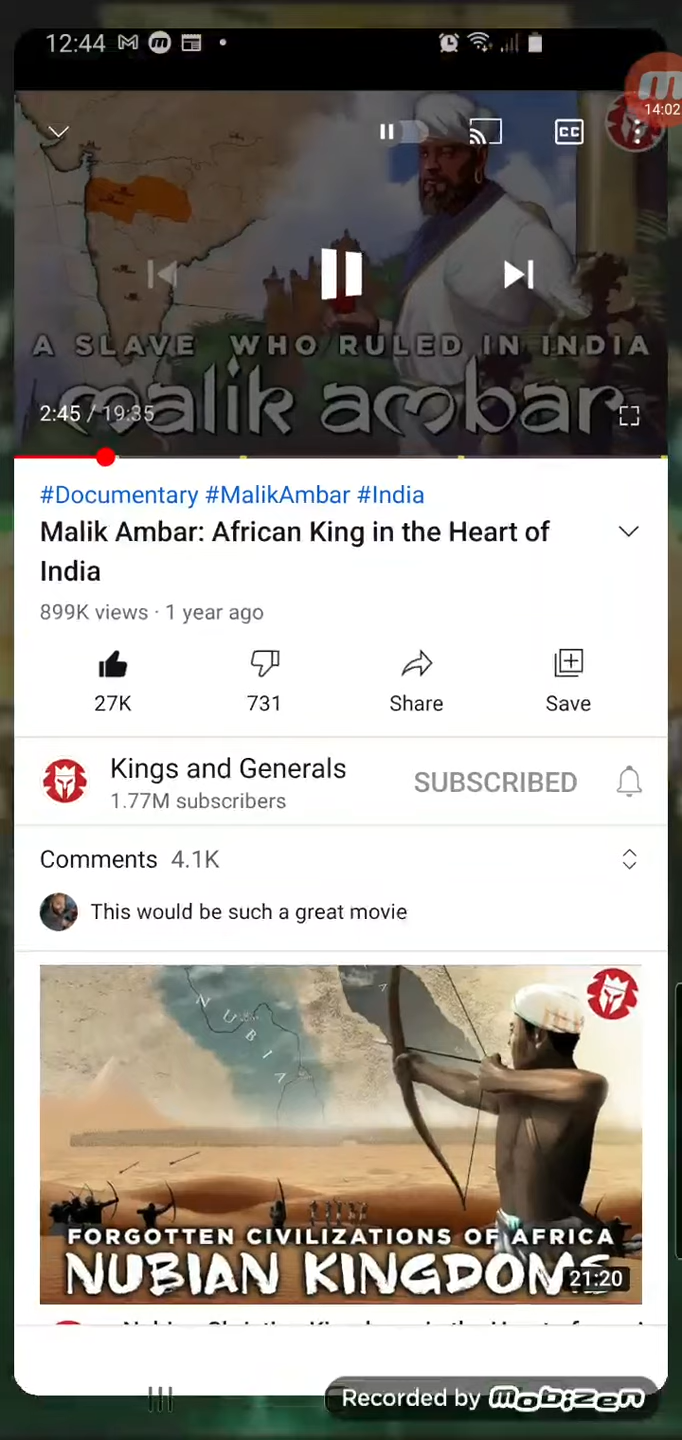 12:44
14:02
CC
A SLAVE WHO RULED IN INDIA
malik ambar
2:45 / 19:35
#Documentary #MalikAmbar #India
Malik Ambar: African King in the Heart of
India
899K views · 1 year ago
27K
731
Share
Save
Kings and Generals
SUBSCRIBED
1.77M subscribers
Comments 4.1K
This would be such a great movie
NUBIA
FORGOTTEN CIVILIZATIONS OF AFRICA
NUBIAN KINGDOMS
21:20
Recorded by mobizen